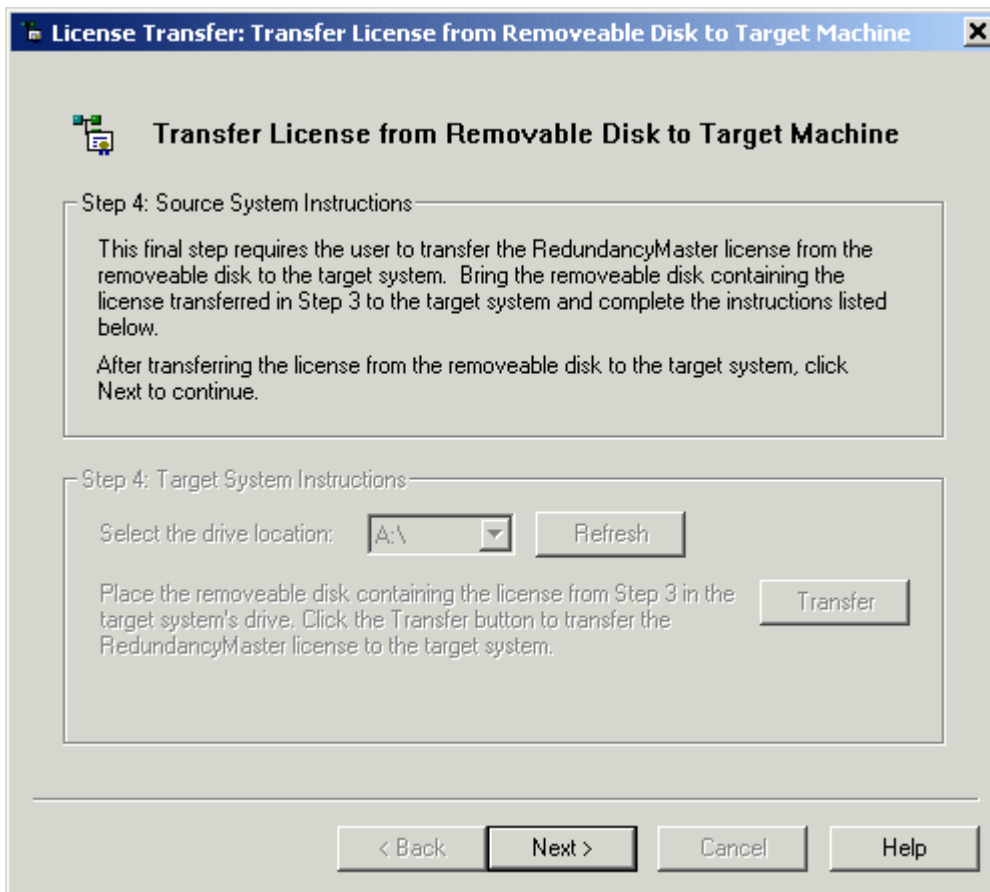 License Transfer: Transfer License from Removeable Disk to Target Machine
Transfer License from Removable Disk to Target Machine
Step 4: Source System Instructions
This final step requires the user to transfer the RedundancyMaster license from the
removeable disk to the target system.  Bring the removeable disk containing the
license transferred in Step 3 to the target system and complete the instructions listed
below.
After transferring the license from the removeable disk to the target system, click
Next to continue.
Step 4: Target System Instructions
Select the drive location: A:\ Refresh
Place the removeable disk containing the license from Step 3 in the
target system's drive. Click the Transfer button to transfer the
RedundancyMaster license to the target system.
Transfer
< Back Next > Cancel Help